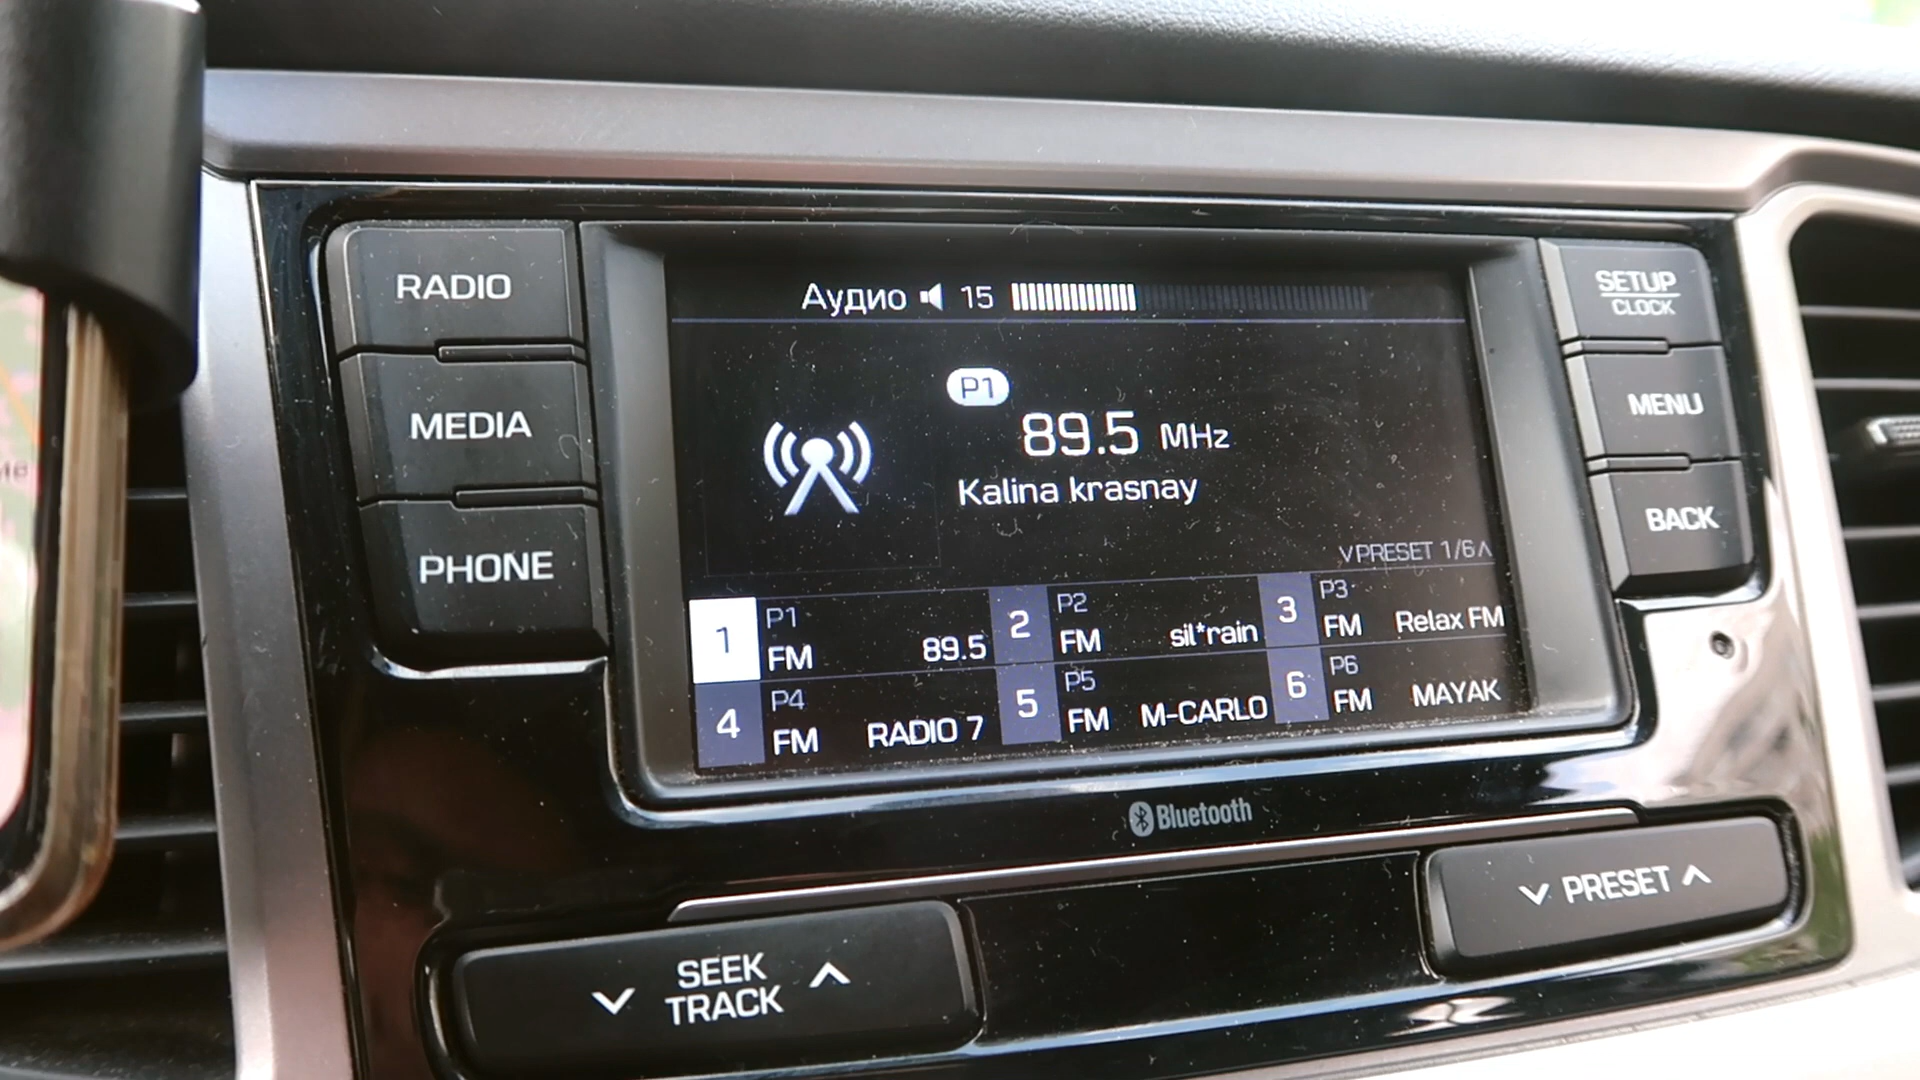 RADIO
MEDIA
PHONE
Аудио 15
P1
89.5 MHz
Kalina krasnay
PRESET 1/6
1 P1 FM 89.5
2 P2 FM sil*rain
3 P3 FM Relax FM
4 P4 FM RADIO 7
5 P5 FM M-CARLO
6 P6 FM MAYAK
SETUP
CLOCK
MENU
BACK
Bluetooth
SEEK
TRACK
PRESET